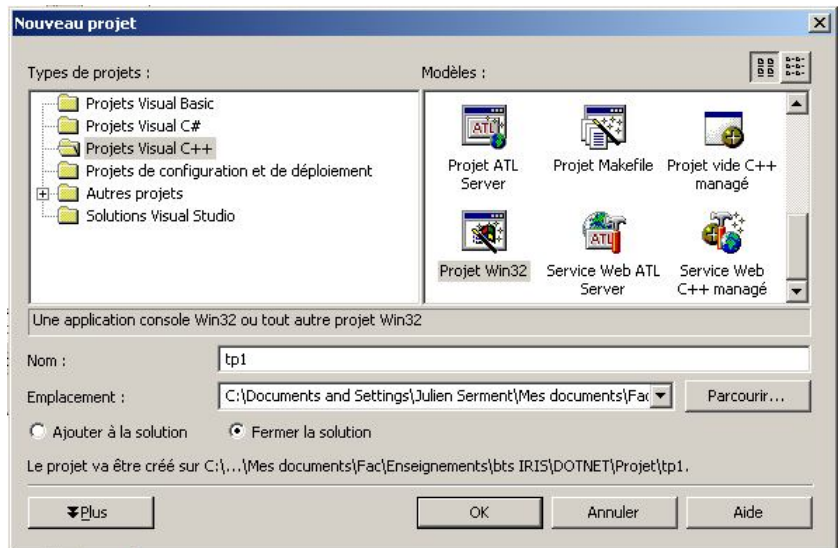 Nouveau projet
Types de projets :
Modèles :
Projets Visual Basic
Projets Visual C#
Projets Visual C++
Projets de configuration et de déploiement
Autres projets
Solutions Visual Studio
ATL
Projet ATL Server
Projet Makefile
Projet vide C++ managé
Projet Win32
ATL
Service Web ATL Server
Service Web C++ managé
Une application console Win32 ou tout autre projet Win32
Nom :
tp1
Emplacement :
C:\Documents and Settings\Julien Serment\Mes documents\Fac
Parcourir...
Ajouter à la solution
Fermer la solution
Le projet va être créé sur C:\...\Mes documents\Fac\Enseignements\bts IRIS\DOTNET\Projet\tp1.
Plus
OK
Annuler
Aide